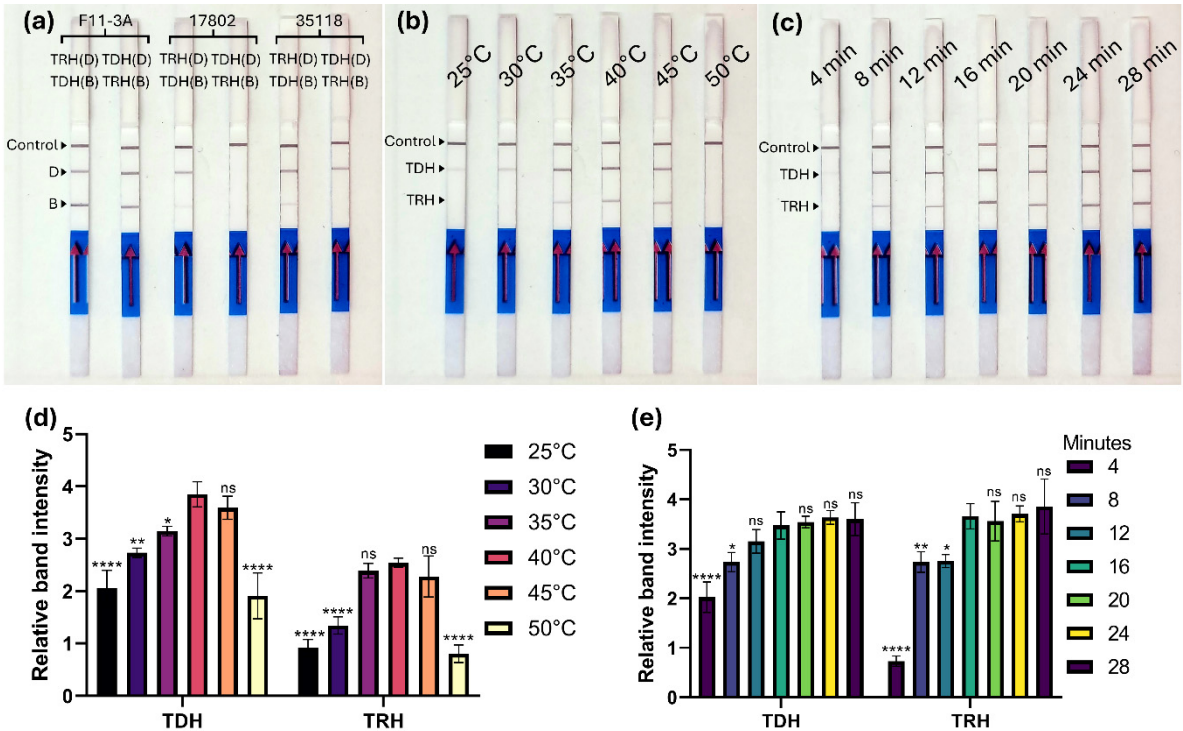 (a)
F11-3A 17802 35118
TRH(D) TDH(D) TRH(D) TDH(D) TRH(D) TDH(D)
TDH(B) TRH(B) TDH(B) TRH(B) TDH(B) TRH(B)
Control
D
B
(b)
25°C 30°C 35°C 40°C 45°C 50°C
Control
TDH
TRH
(c)
4 min 8 min 12 min 16 min 20 min 24 min 28 min
Control
TDH
TRH
(d)
Relative band intensity
5
4
3
2
1
0
**** ** * ns ****
**** **** ns ns ****
TDH TRH
25°C
30°C
35°C
40°C
45°C
50°C
(e)
Relative band intensity
5
4
3
2
1
0
**** * ns ns ns ns
**** ** * ns ns ns
TDH TRH
Minutes
4
8
12
16
20
24
28